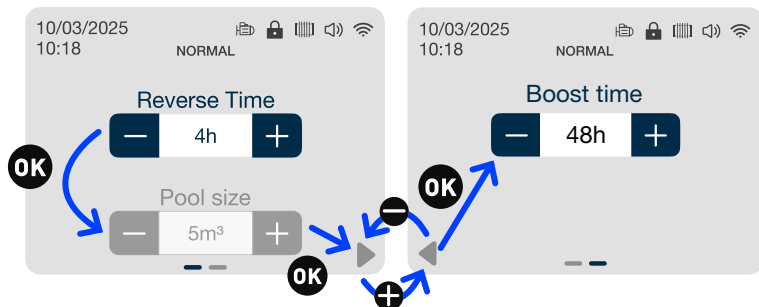 10/03/2025
10:18
NORMAL
Reverse Time
− 4h +
OK
Pool size
− 5m³ +
OK
10/03/2025
10:18
NORMAL
Boost time
− 48h +
OK
−
+